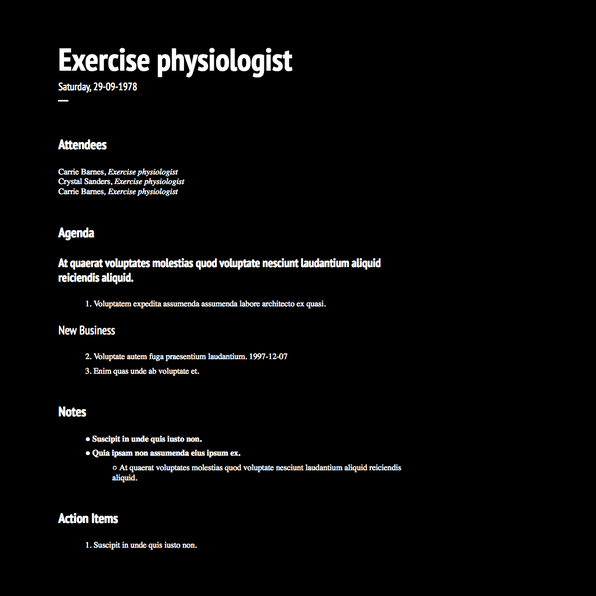 Exercise physiologist
Saturday, 29-09-1978
Attendees
Carrie Barnes, Exercise physiologist
Crystal Sanders, Exercise physiologist
Carrie Barnes, Exercise physiologist
Agenda
At quaerat voluptates molestias quod voluptate nesciunt laudantium aliquid
reiciendis aliquid.
1. Voluptatem expedita assumenda assumenda labore architecto ex quasi.
New Business
2. Voluptate autem fuga praesentium laudantium. 1997-12-07
3. Enim quas unde ab voluptate et.
Notes
● Suscipit in unde quis iusto non.
● Quia ipsam non assumenda eius ipsum ex.
○ At quaerat voluptates molestias quod voluptate nesciunt laudantium aliquid reiciendis
aliquid.
Action Items
1. Suscipit in unde quis iusto non.